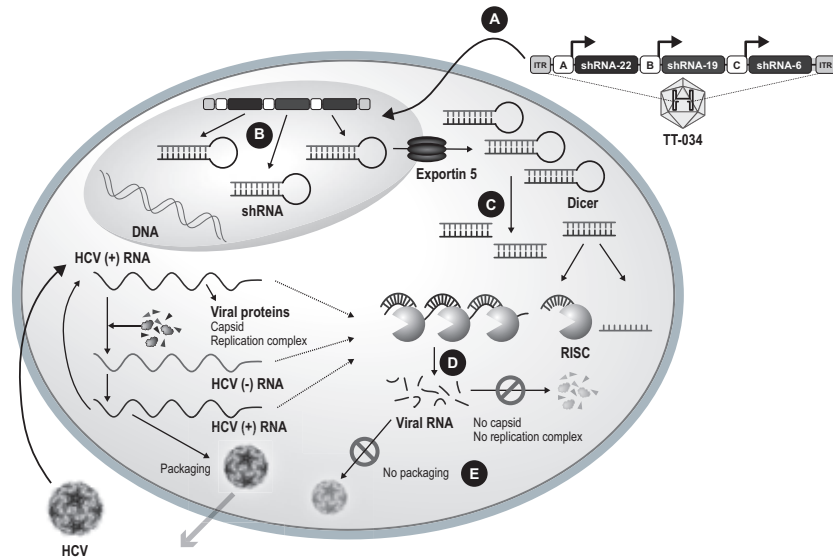 A
ITR
A
shRNA-22
B
shRNA-19
C
shRNA-6
ITR
TT-034
B
Exportin 5
shRNA
DNA
C
Dicer
HCV (+) RNA
Viral proteins
Capsid
Replication complex
RISC
HCV (-) RNA
D
HCV (+) RNA
Viral RNA
No capsid
No replication complex
Packaging
No packaging
E
HCV